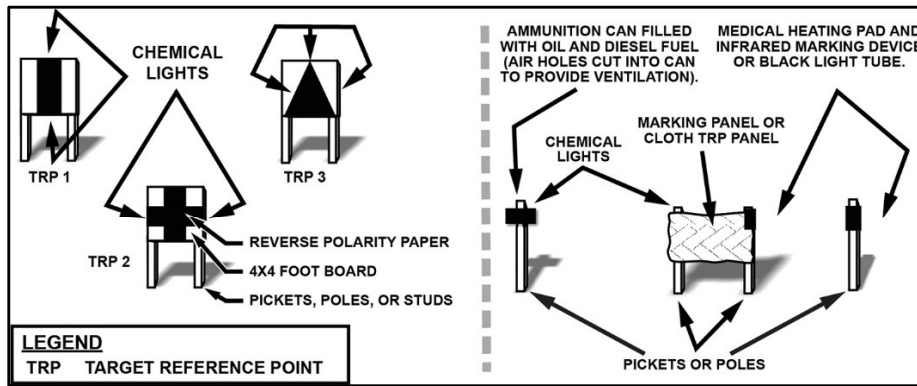 CHEMICAL
LIGHTS
TRP 1
TRP 3
TRP 2
REVERSE POLARITY PAPER
4X4 FOOT BOARD
PICKETS, POLES, OR STUDS
LEGEND
TRP TARGET REFERENCE POINT
AMMUNITION CAN FILLED
WITH OIL AND DIESEL FUEL
(AIR HOLES CUT INTO CAN
TO PROVIDE VENTILATION).
MEDICAL HEATING PAD AND
INFRARED MARKING DEVICE
OR BLACK LIGHT TUBE.
CHEMICAL
LIGHTS
MARKING PANEL OR
CLOTH TRP PANEL
PICKETS OR POLES